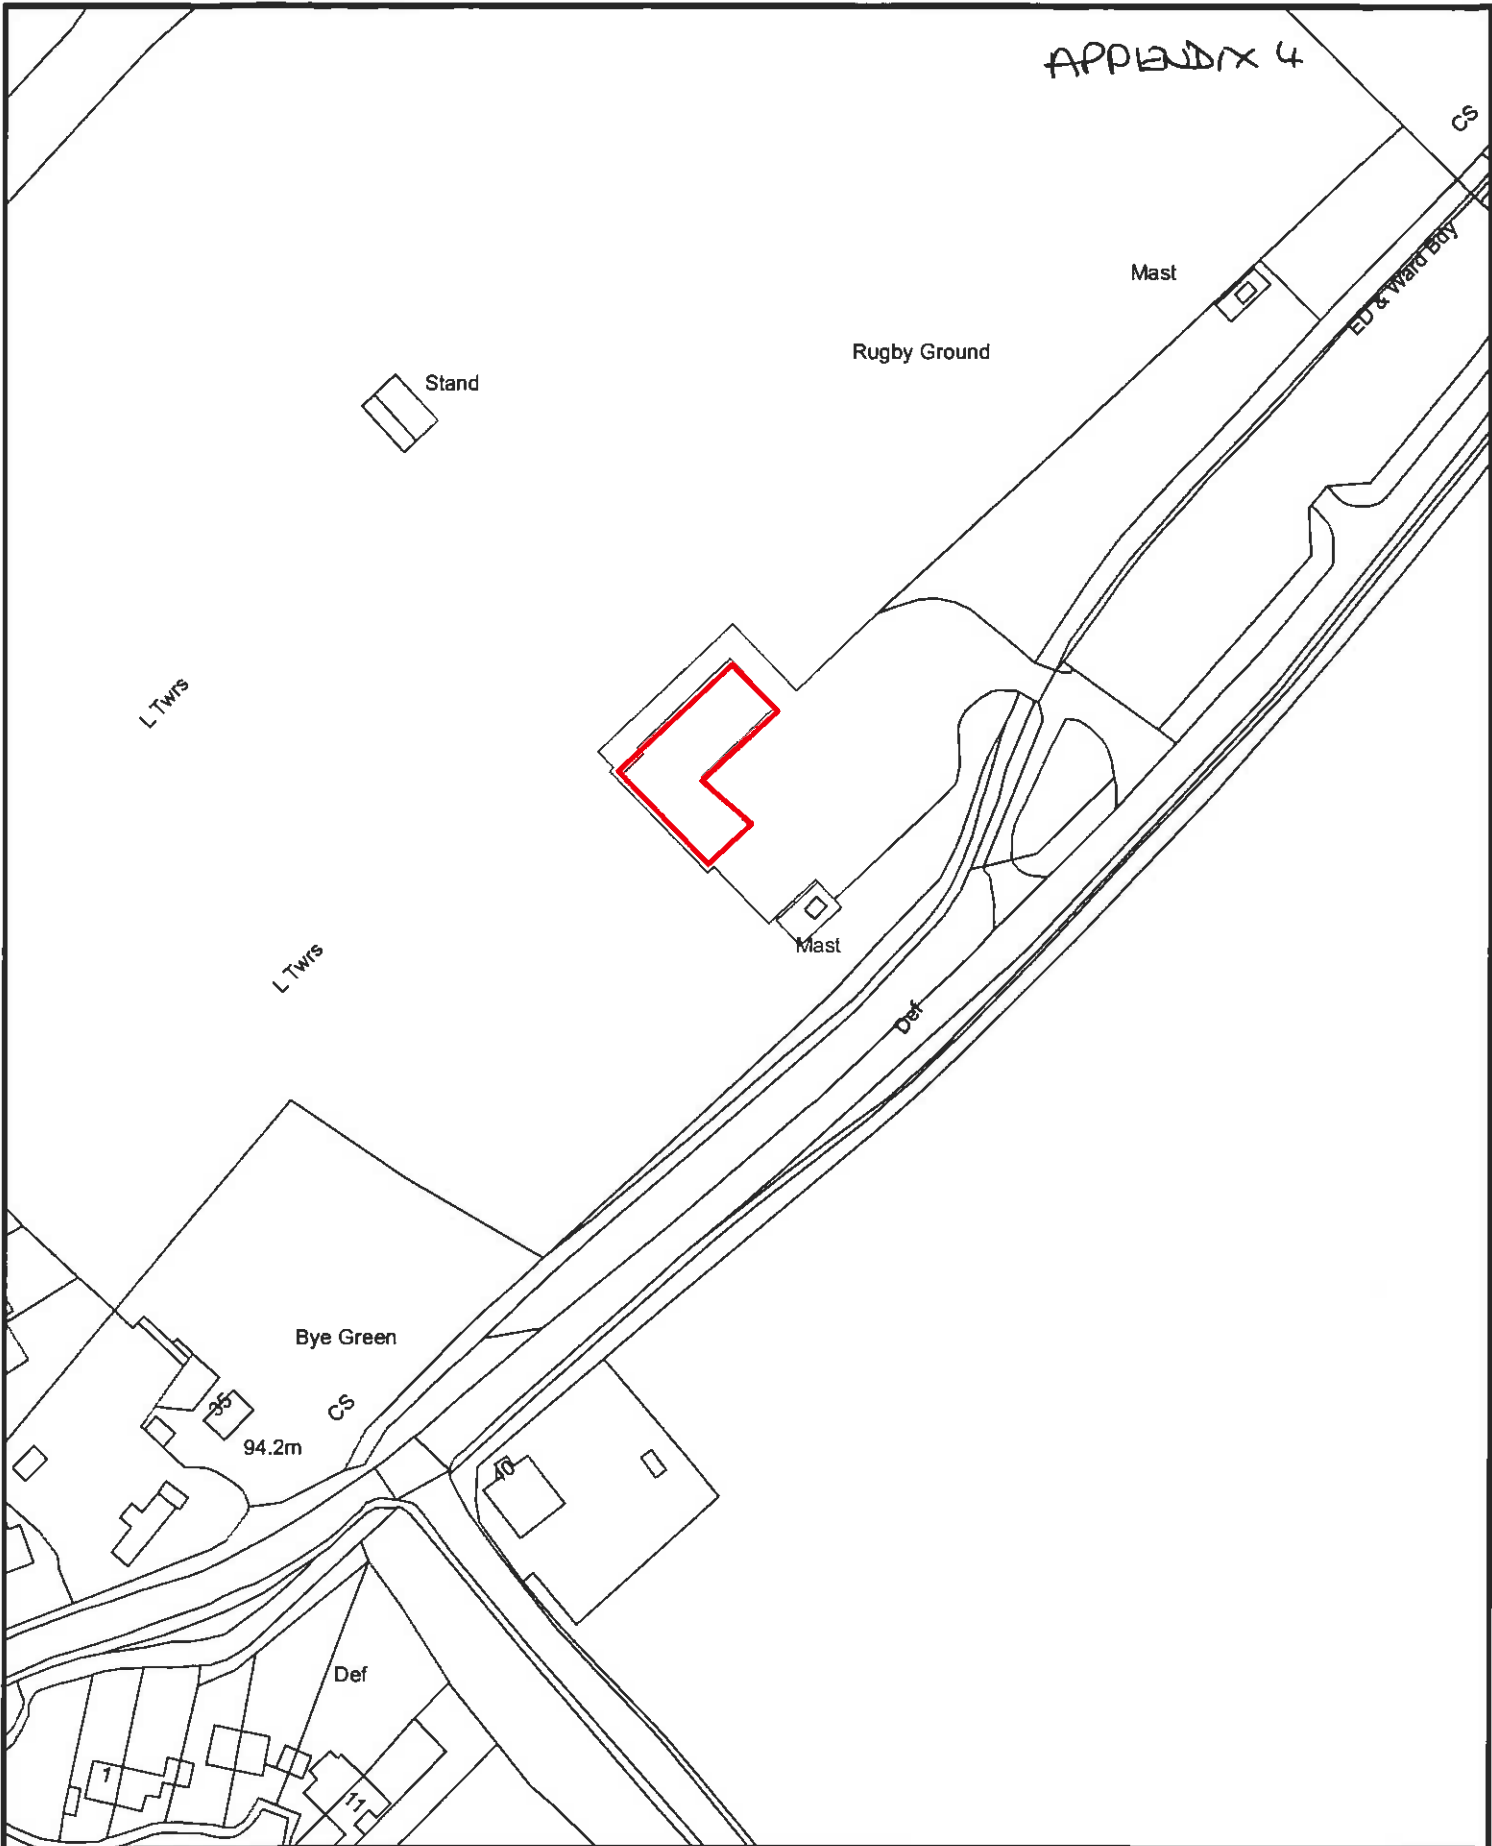 APPENDIX 4
CS
ED & Ward Bdy
Mast
Rugby Ground
Stand
L Twrs
Mast
L Twrs
Def
Bye Green
35
CS
94.2m
40
Def
1
11